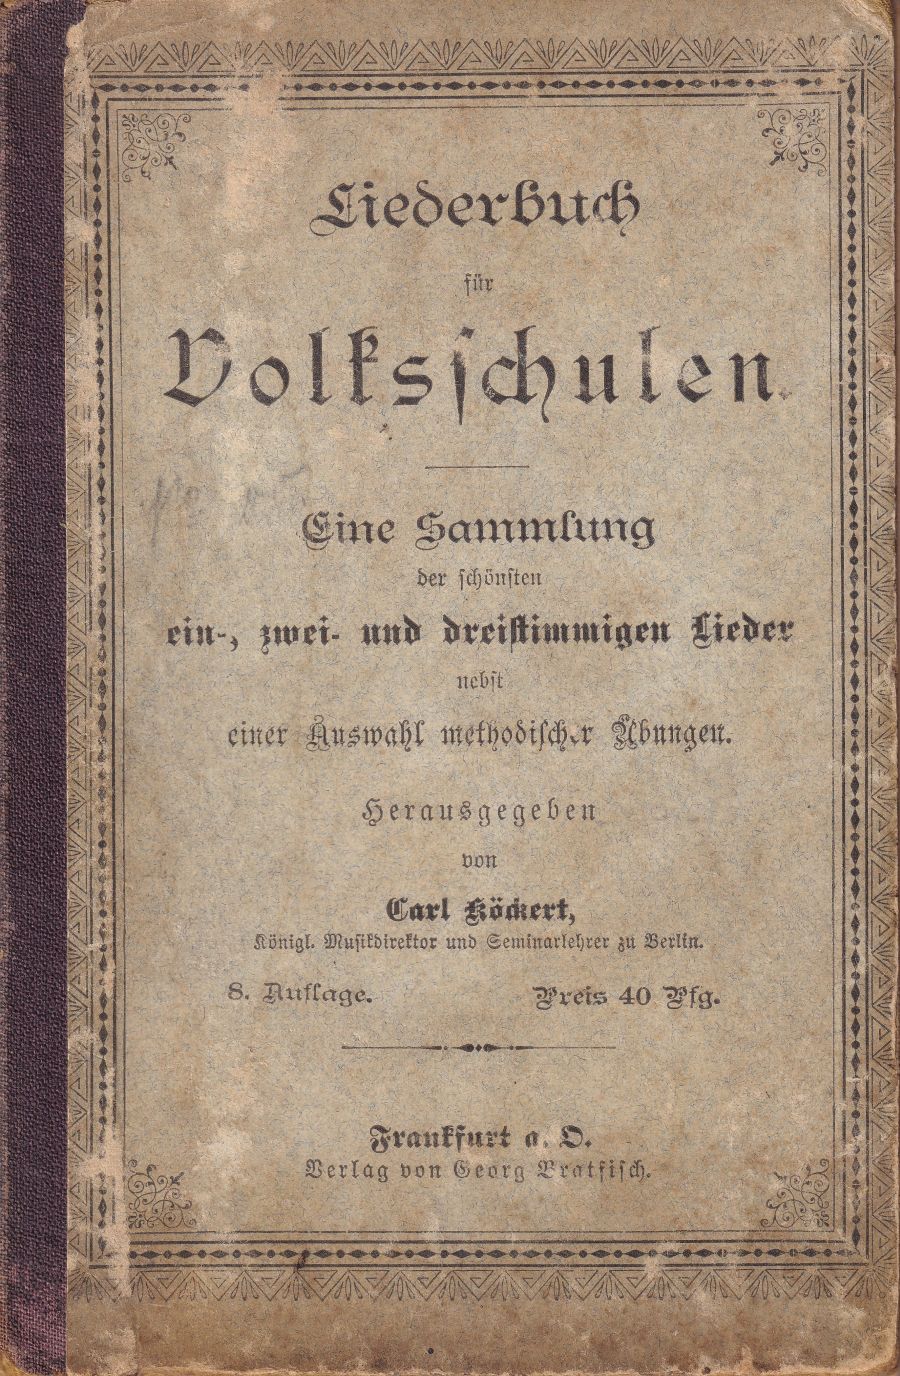 Liederbuch
für
Volksschulen.
Eine Sammlung
der schönsten
ein-, zwei- und dreistimmigen Lieder
nebst
einer Auswahl methodischer Übungen.
Herausgegeben
von
Carl Köckert,
Königl. Musikdirektor und Seminarlehrer zu Berlin.
8. Auflage. Preis 40 Pfg.
Frankfurt a. O.
Verlag von Georg Bratfisch.